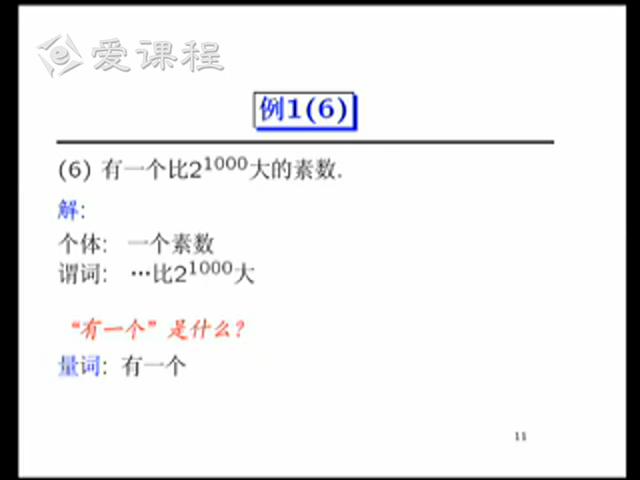 爱课程
例1(6)
(6) 有一个比2^1000大的素数.
解:
个体: 一个素数
谓词: …比2^1000大
“有一个”是什么?
量词: 有一个
11